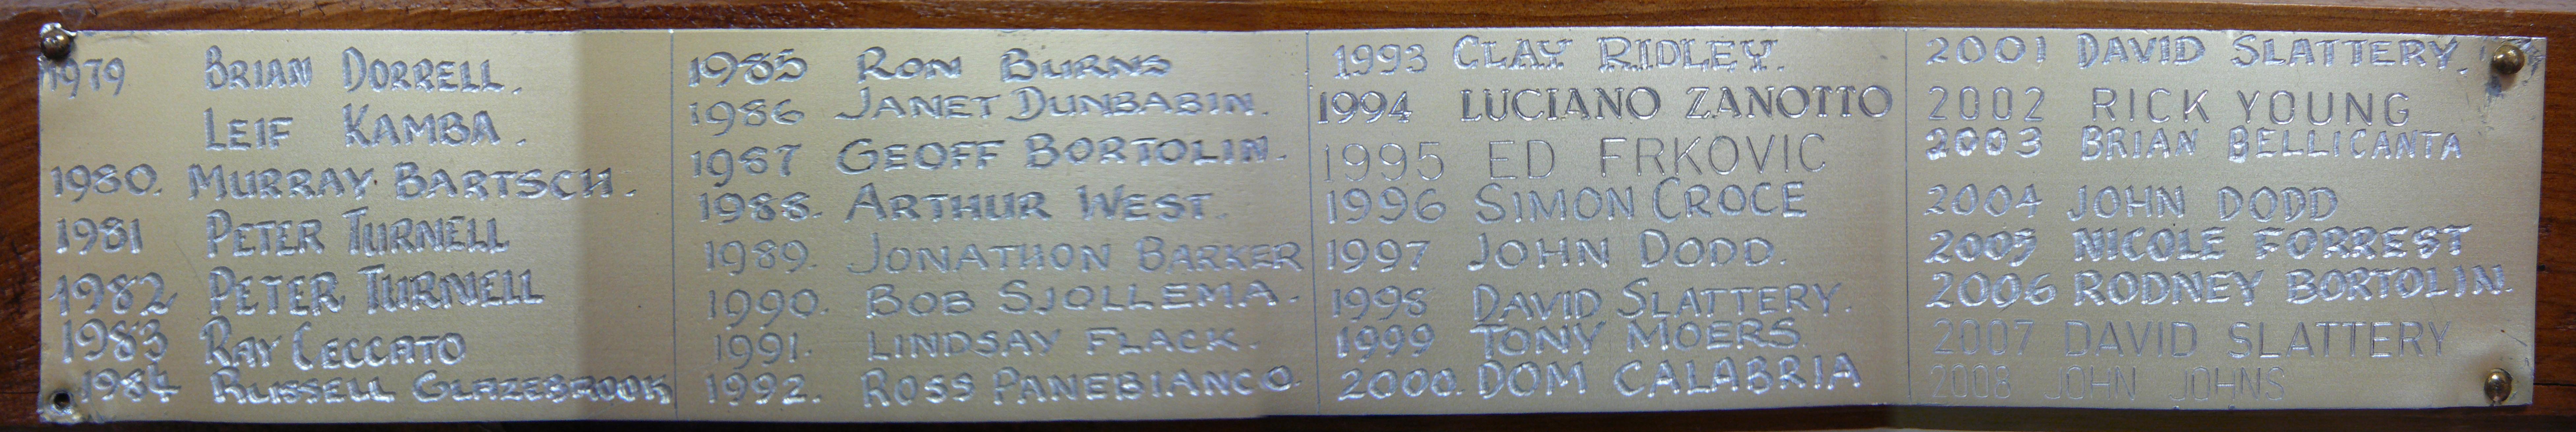 1979 BRIAN DORRELL.
LEIF KAMBA.
1980. MURRAY BARTSCH.
1981 PETER TURNELL
1982 PETER TURNELL
1983 RAY CECCATO
1984 RUSSELL GLAZEBROOK
1985 RON BURNS
1986 JANET DUNBABIN.
1987 GEOFF BORTOLIN.
1988. ARTHUR WEST.
1989. JONATHON BARKER
1990. BOB SJOLLEMA.
1991. LINDSAY FLACK.
1992. ROSS PANEBIANCO.
1993 CLAY RIDLEY.
1994 LUCIANO ZANOTTO
1995 ED FRKOVIC
1996 SIMON CROCE
1997 JOHN DODD.
1998 DAVID SLATTERY.
1999 TONY MOERS.
2000. DOM CALABRIA
2001 DAVID SLATTERY.
2002 RICK YOUNG
2003 BRIAN BELLICANTA
2004 JOHN DODD
2005 NICOLE FORREST
2006 RODNEY BORTOLIN.
2007 DAVID SLATTERY
2008 JOHN JOHNS